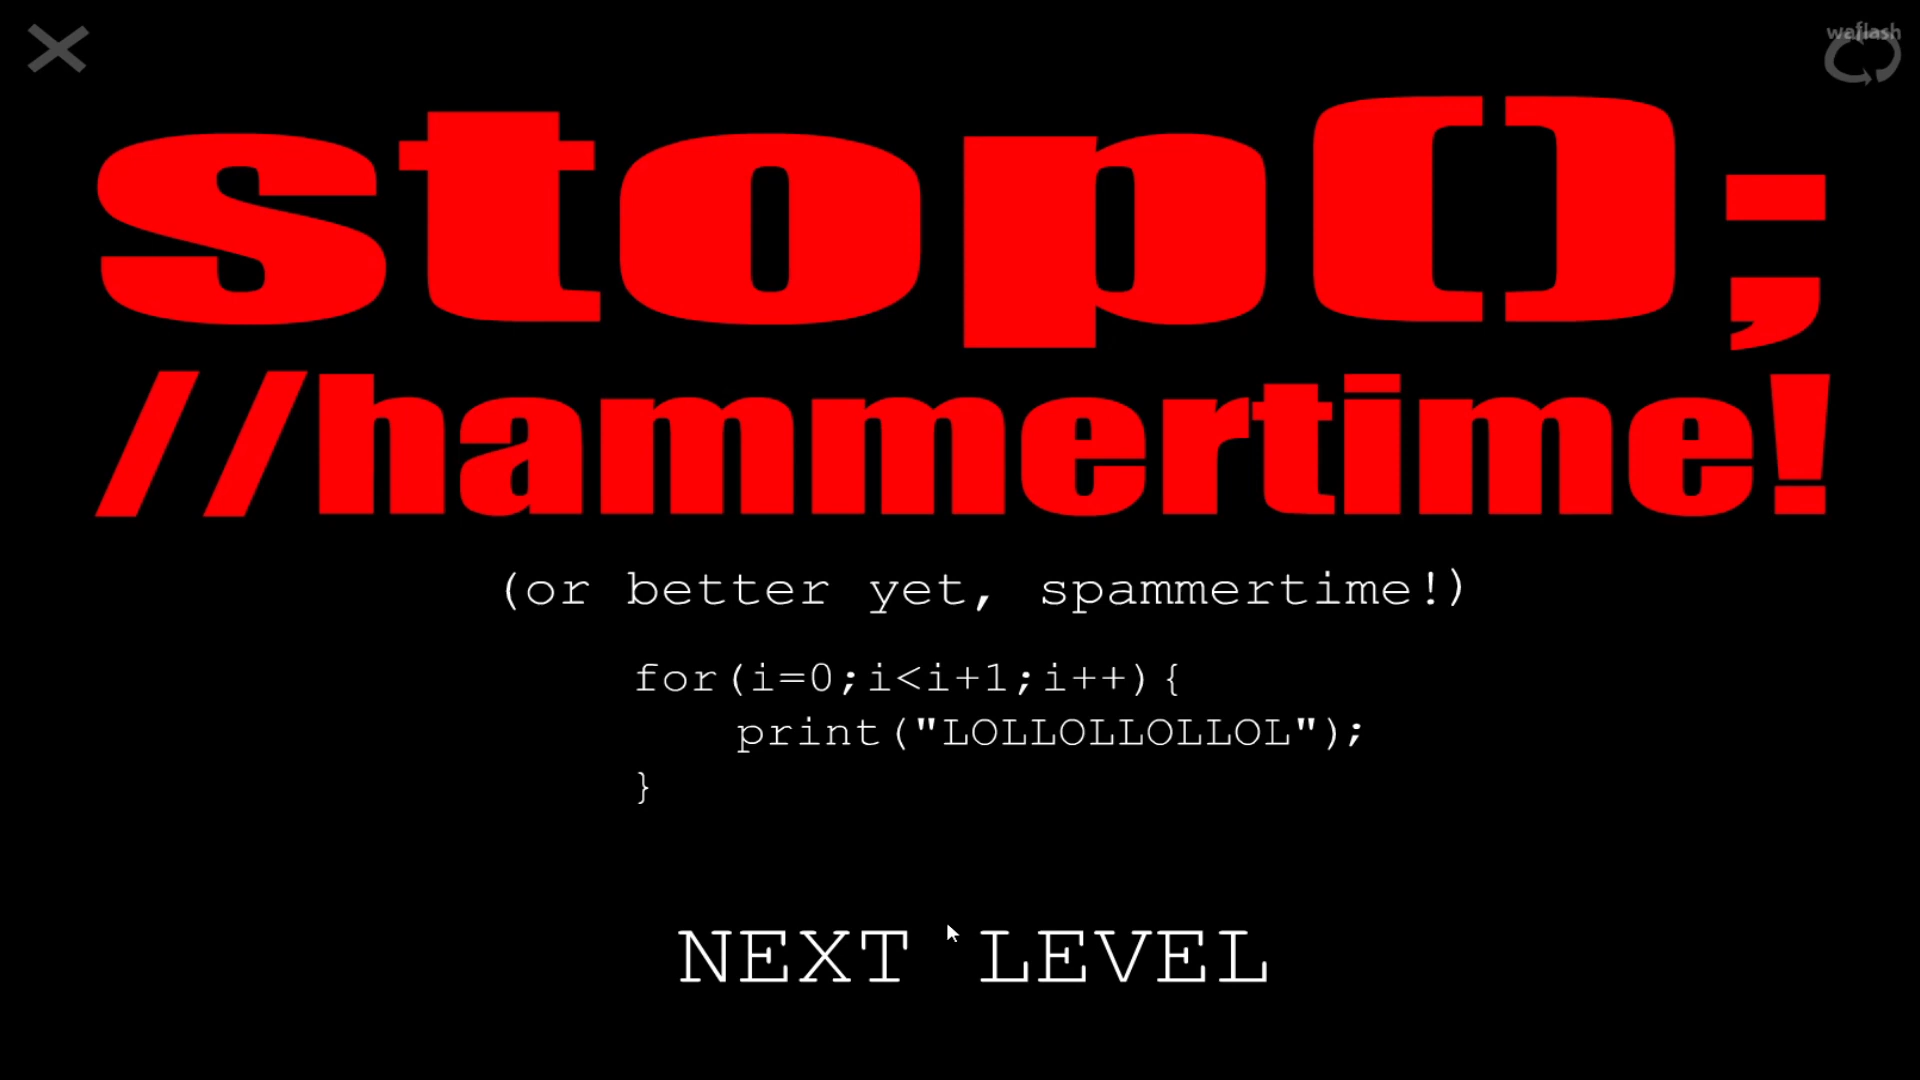 waflash
stop();
//hammertime!
(or better yet, spammertime!)
for(i=0;i<i+1;i++){
print("LOLLOLLOLLOL");
}
NEXT LEVEL